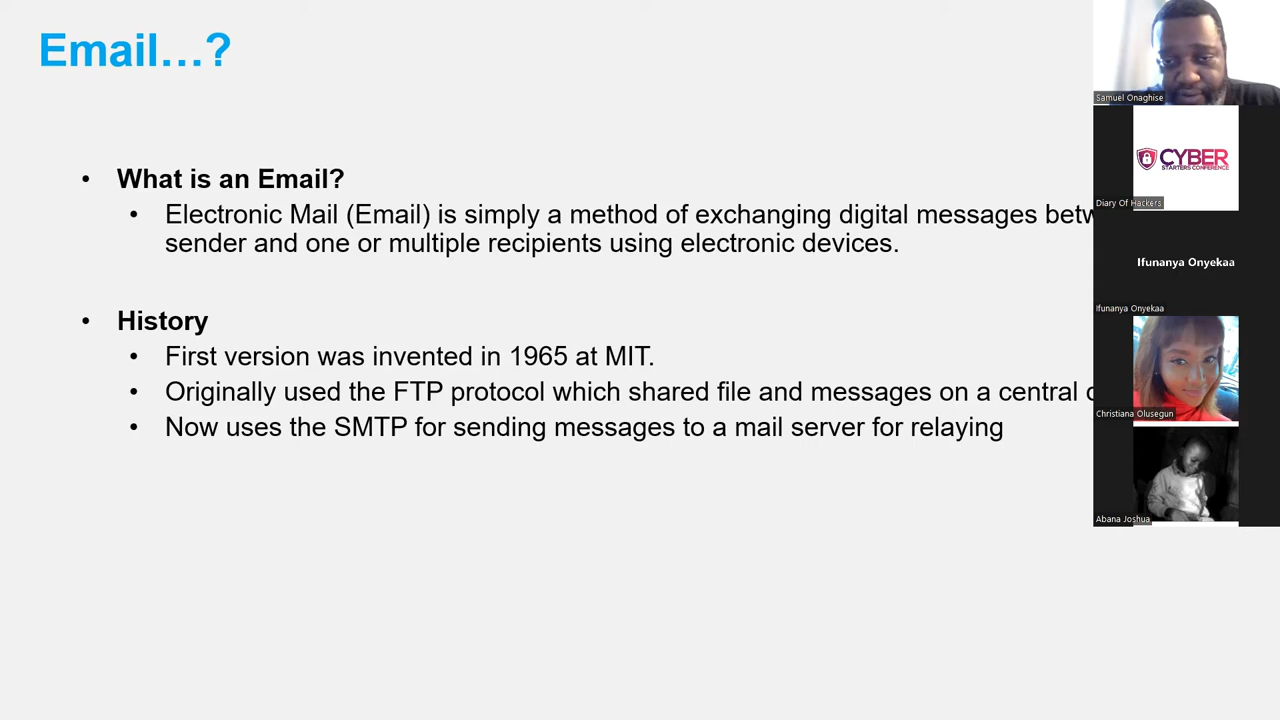 Email…?
• What is an Email?
• Electronic Mail (Email) is simply a method of exchanging digital messages
sender and one or multiple recipients using electronic devices.
• History
• First version was invented in 1965 at MIT.
• Originally used the FTP protocol which shared file and messages on a central
• Now uses the SMTP for sending messages to a mail server for relaying
Samuel Onaghise
CYBER
STARTERS CONFERENCE
Diary Of Hackers
Ifunanya Onyekaa
Ifunanya Onyekaa
Christiana Olusegun
Abana Joshua